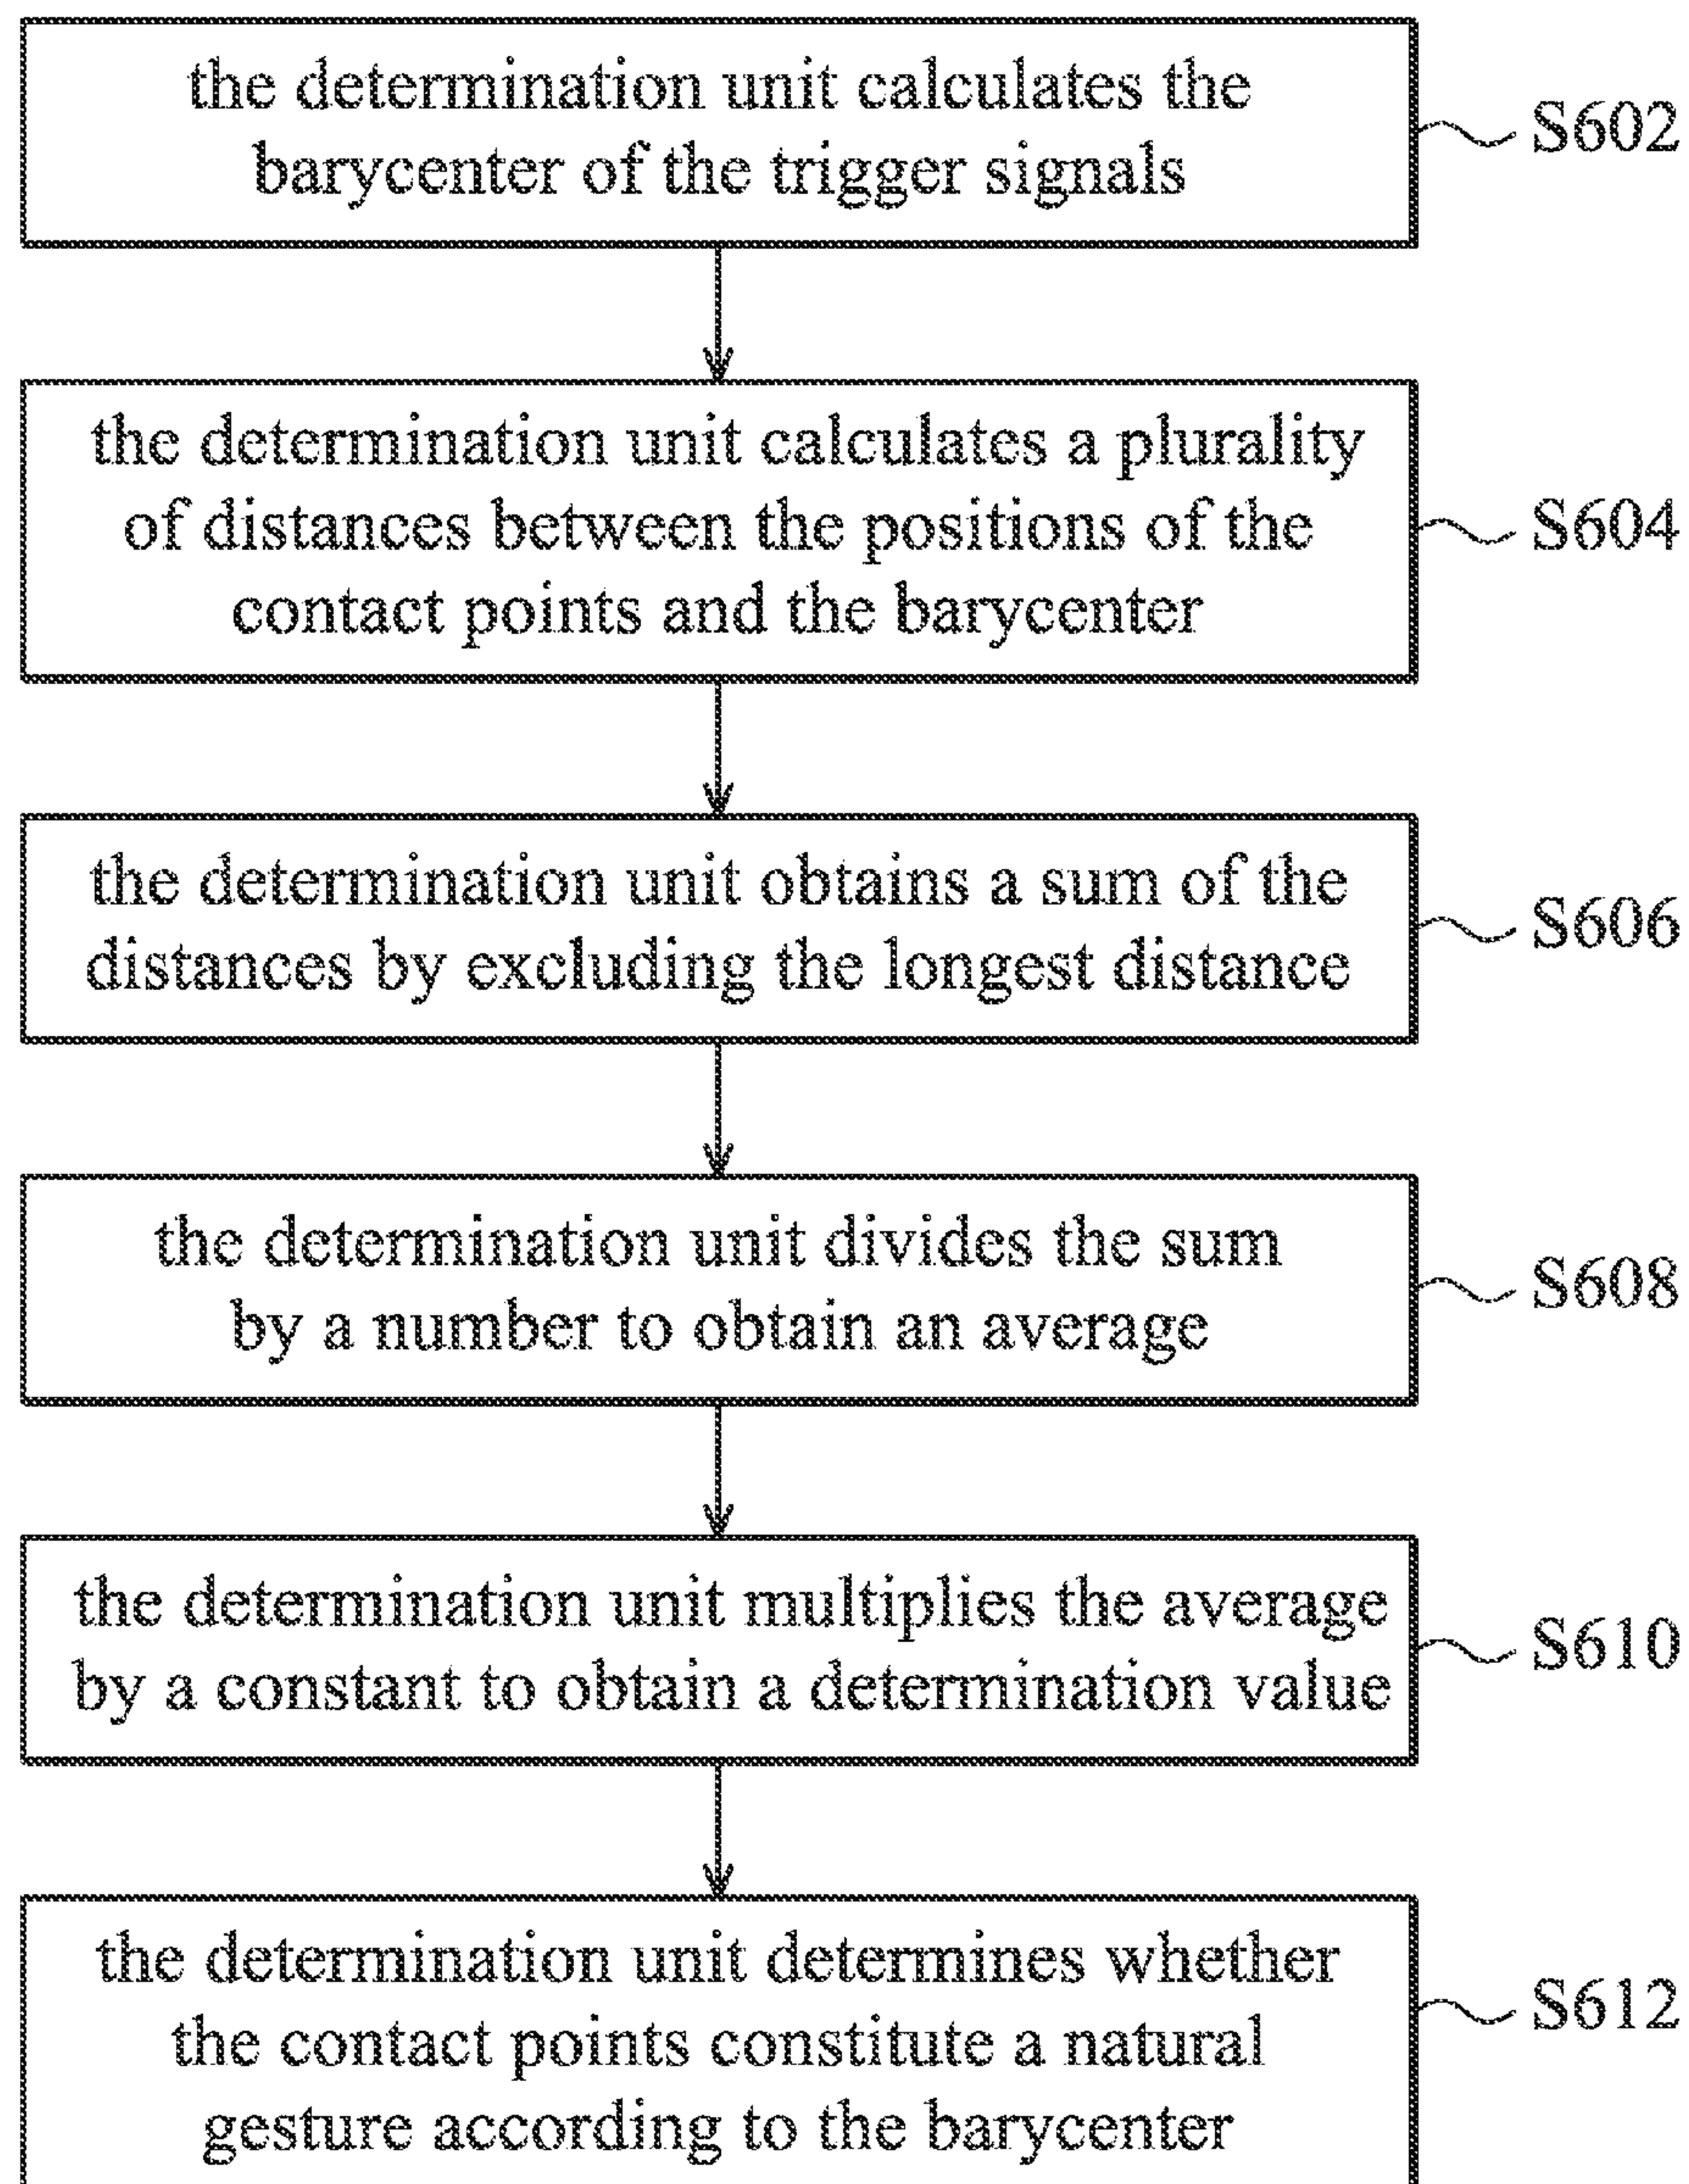 the determination unit calculates the
barycenter of the trigger signals
S602
the determination unit calculates a plurality
of distances between the positions of the
contact points and the barycenter
S604
the determination unit obtains a sum of the
distances by excluding the longest distance
S606
the determination unit divides the sum
by a number to obtain an average
S608
the determination unit multiplies the average
by a constant to obtain a determination value
S610
the determination unit determines whether
the contact points constitute a natural
gesture according to the barycenter
S612